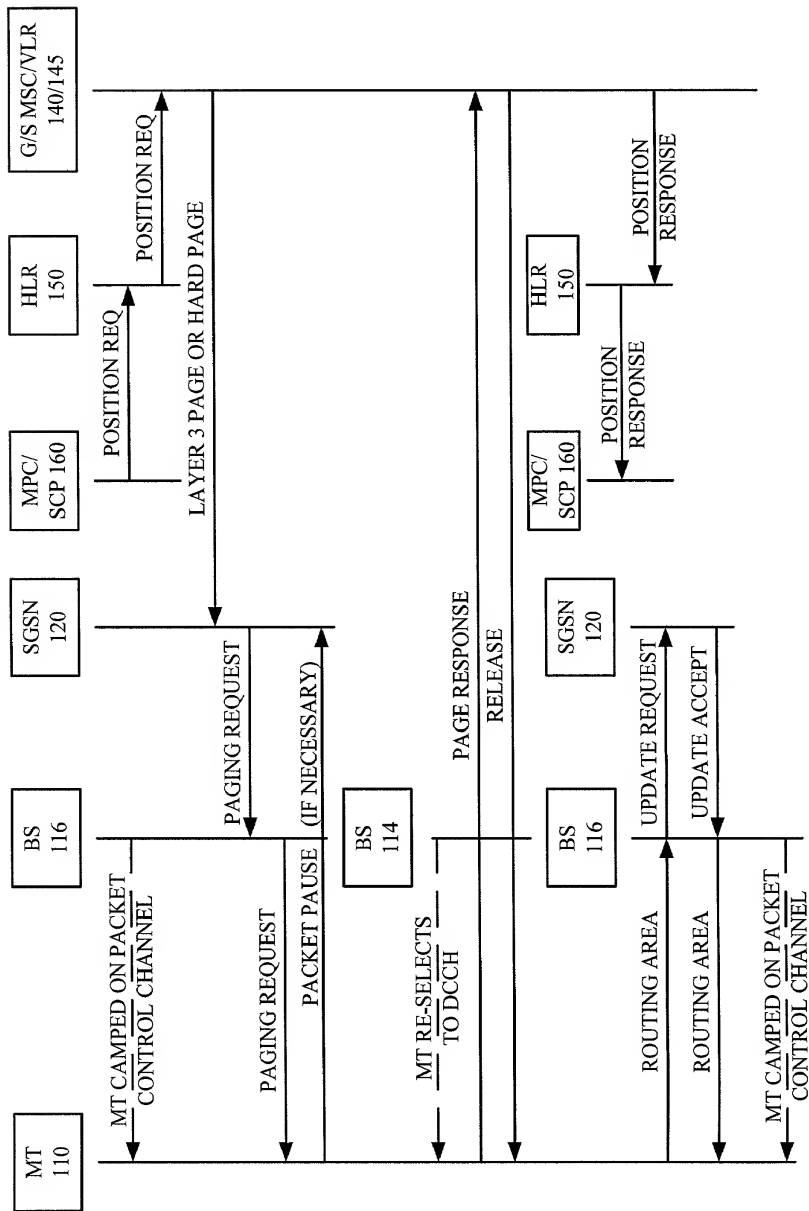 MT
110
BS
116
SGSN
120
MPC/
SCP 160
HLR
150
G/S MSC/VLR
140/145
MT CAMPED ON PACKET
CONTROL CHANNEL
POSITION REQ
POSITION REQ
LAYER 3 PAGE OR HARD PAGE
PAGING REQUEST
PAGING REQUEST
PACKET PAUSE (IF NECESSARY)
BS
114
MT RE-SELECTS
TO DCCH
PAGE RESPONSE
RELEASE
BS
116
SGSN
120
MPC/
SCP 160
HLR
150
ROUTING AREA
UPDATE REQUEST
ROUTING AREA
UPDATE ACCEPT
POSITION
RESPONSE
POSITION
RESPONSE
MT CAMPED ON PACKET
CONTROL CHANNEL